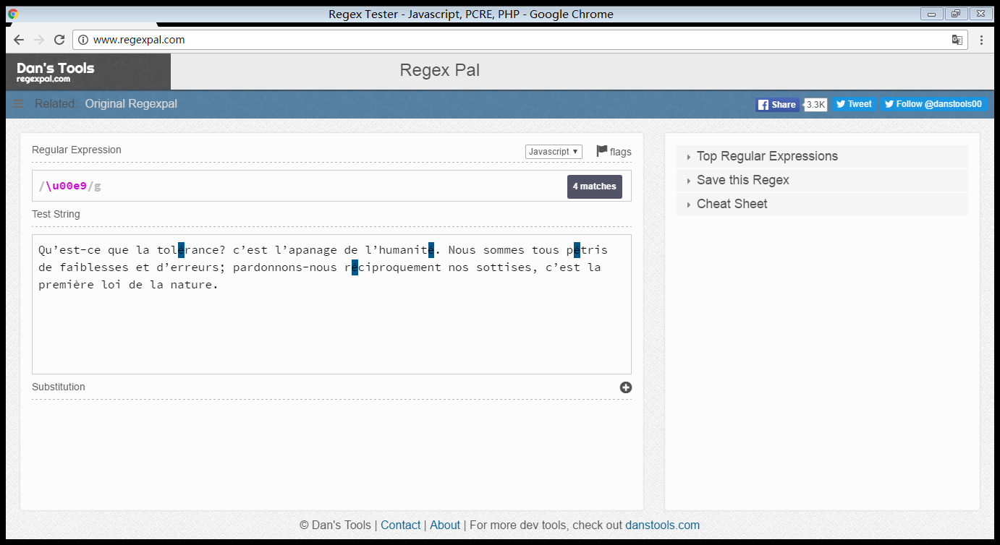 Regex Tester - Javascript, PCRE, PHP - Google Chrome
www.regexpal.com
Dan's Tools
regexpal.com
Regex Pal
Related: Original Regexpal
Share 3.3K Tweet Follow @danstools00
Regular Expression
Javascript ▼ flags
/\u00e9/g
4 matches
Test String
Qu’est-ce que la tolérance? c’est l’apanage de l’humanité. Nous sommes tous pétris
de faiblesses et d’erreurs; pardonnons-nous réciproquement nos sottises, c’est la
première loi de la nature.
Substitution
Top Regular Expressions
Save this Regex
Cheat Sheet
© Dan's Tools | Contact | About | For more dev tools, check out danstools.com